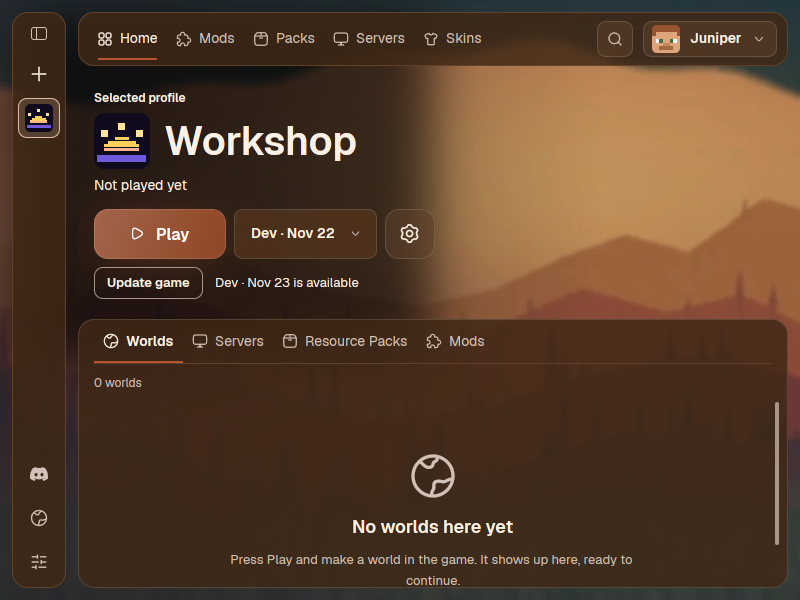 Home
Mods
Packs
Servers
Skins
Juniper
Selected profile
Workshop
Not played yet
Play
Dev · Nov 22
Update game
Dev · Nov 23 is available
Worlds
Servers
Resource Packs
Mods
0 worlds
No worlds here yet
Press Play and make a world in the game. It shows up here, ready to
continue.